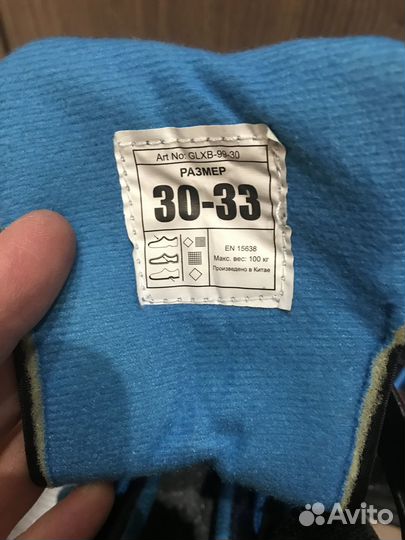 Art No: GLXB-99-30
РАЗМЕР
30-33
EN 15638
Макс. вес: 100 кг
Произведено в Китае
Avito